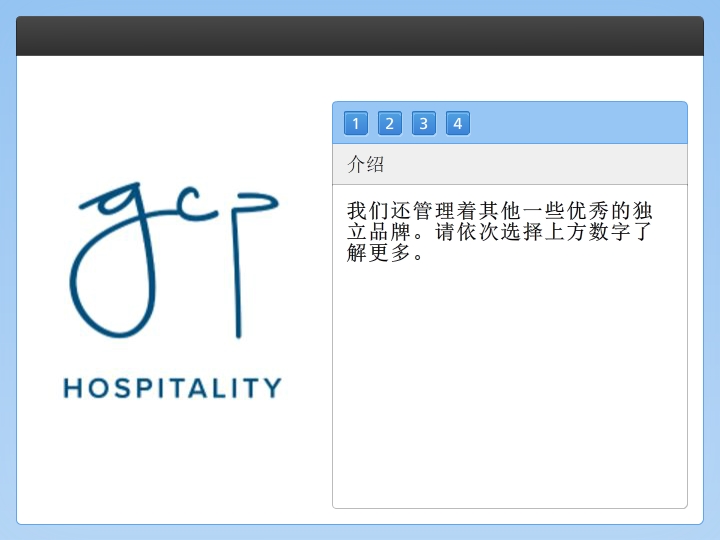 gcp
HOSPITALITY
1 2 3 4
介绍
我们还管理着其他一些优秀的独
立品牌。请依次选择上方数字了
解更多。